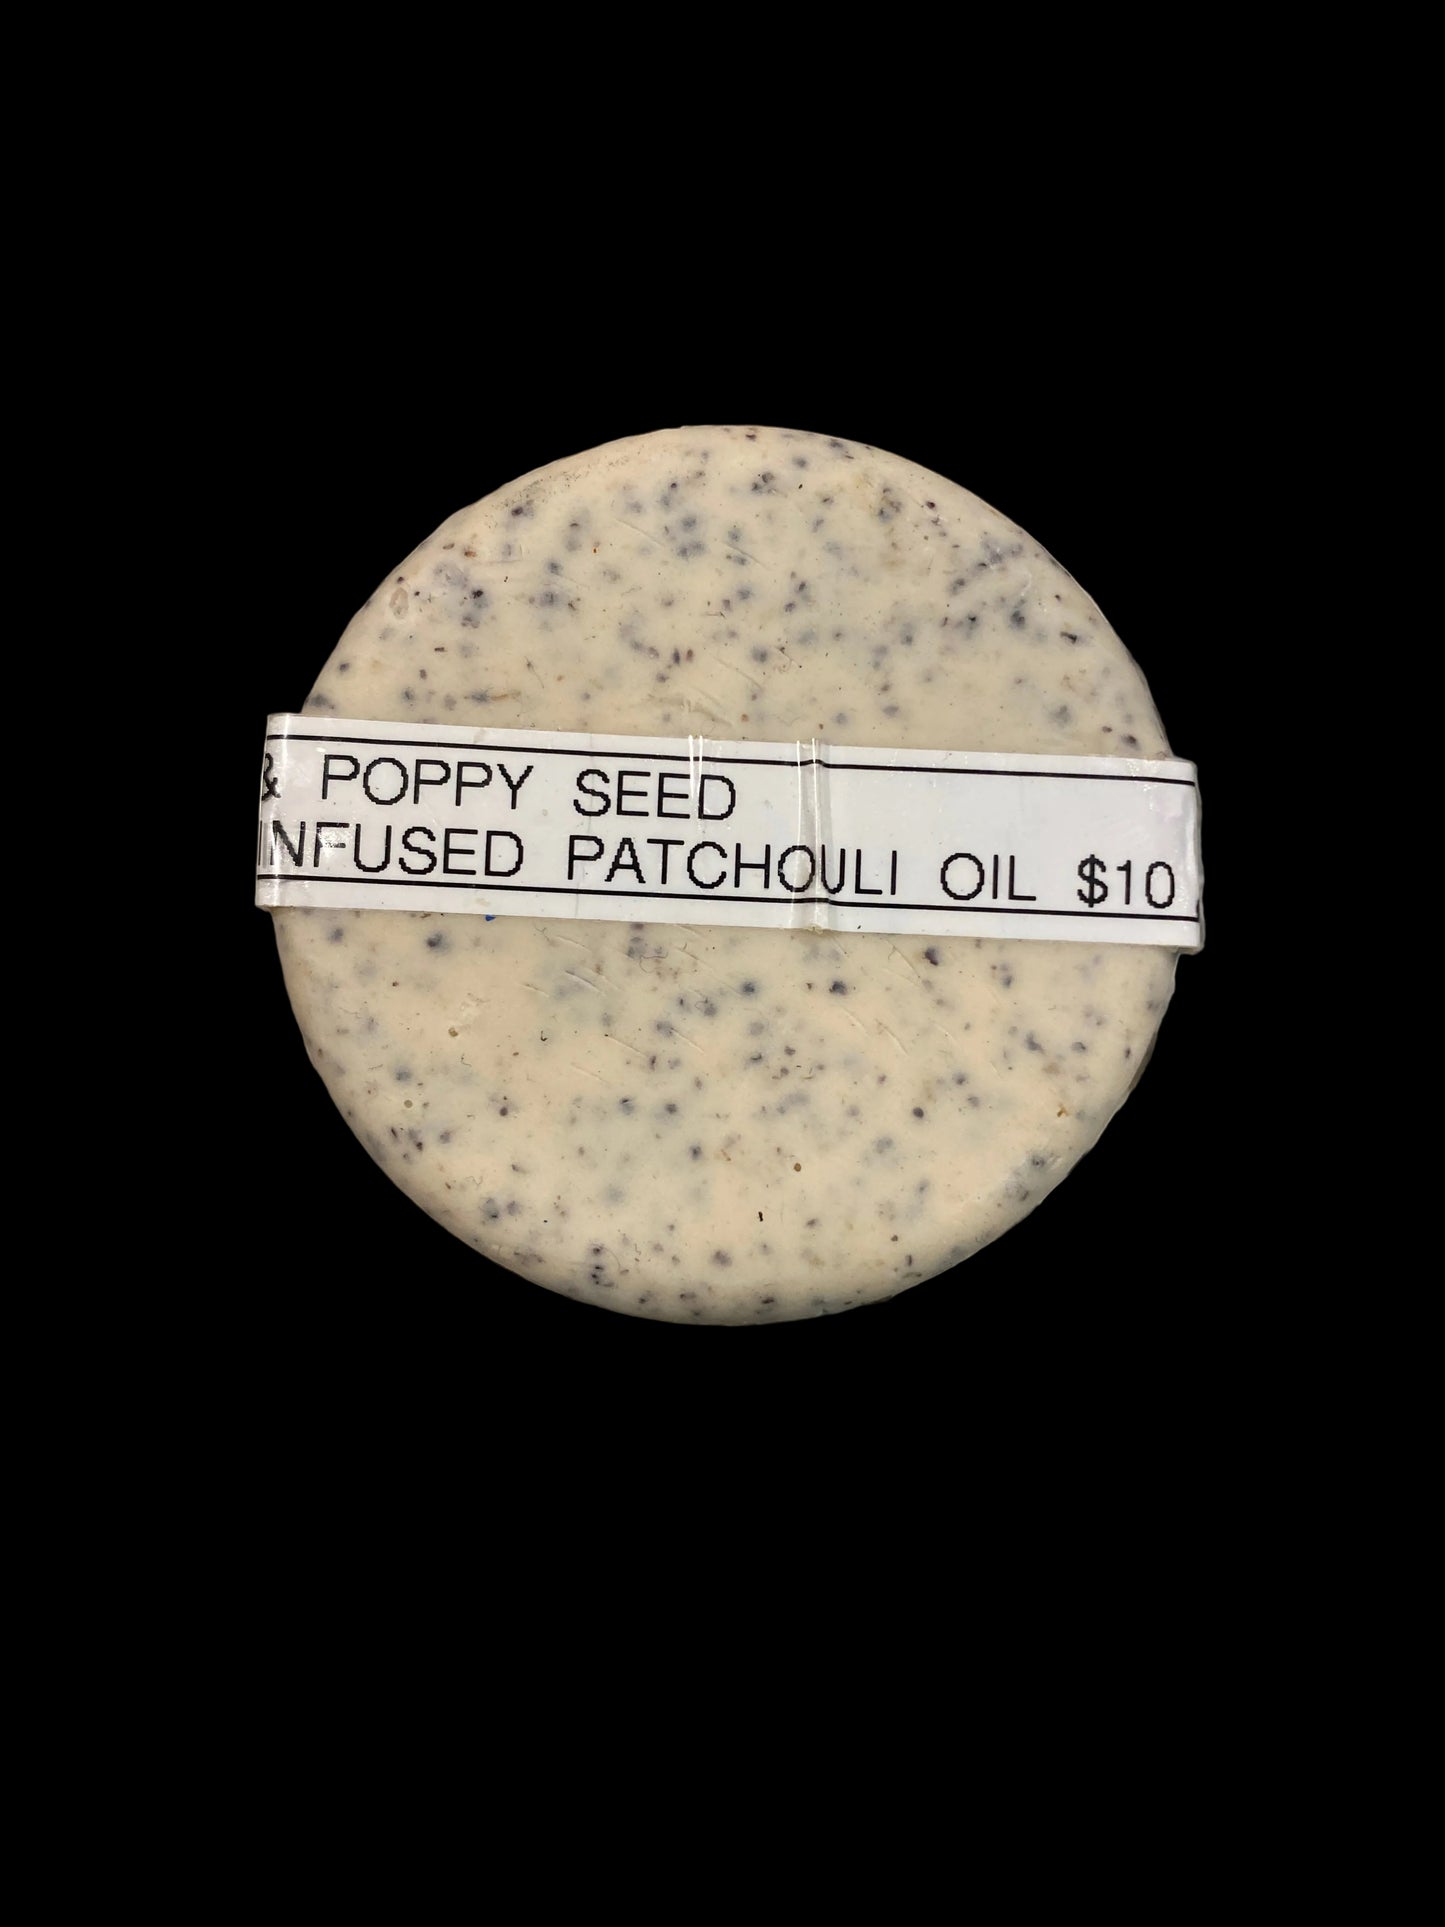 & POPPY SEED
INFUSED PATCHOULI OIL $10